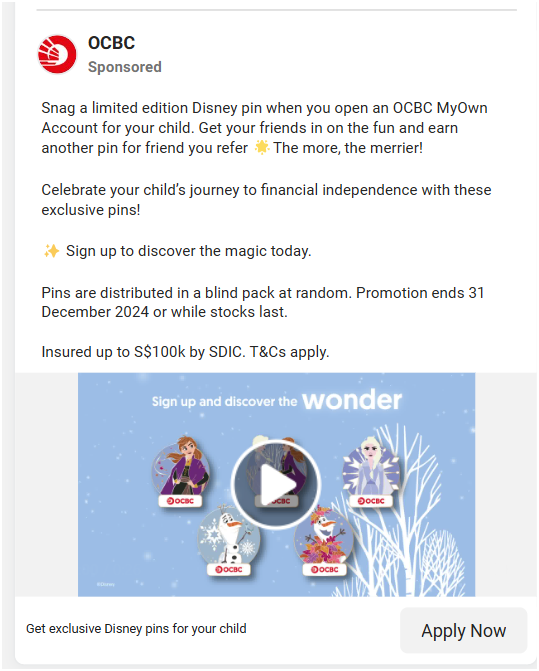 OCBC
Sponsored
Snag a limited edition Disney pin when you open an OCBC MyOwn
Account for your child. Get your friends in on the fun and earn
another pin for friend you refer 🌟 The more, the merrier!
Celebrate your child’s journey to financial independence with these
exclusive pins!
✨ Sign up to discover the magic today.
Pins are distributed in a blind pack at random. Promotion ends 31
December 2024 or while stocks last.
Insured up to S$100k by SDIC. T&Cs apply.
Sign up and discover the wonder
OCBC
OCBC
OCBC
OCBC
OCBC
©Disney
Get exclusive Disney pins for your child
Apply Now